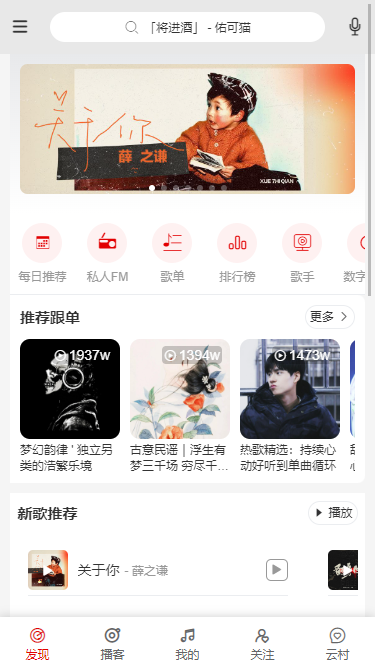 「将进酒」 - 佑可猫
关于/你
薛 之谦
XUE ZHI QIAN
每日推荐
私人FM
歌单
排行榜
歌手
数字
推荐跟单
更多
1937w
1394w
1473w
梦幻韵律 ' 独立另
类的浩繁乐境
古意民谣｜浮生有
梦三千场 穷尽千...
热歌精选：持续心
动好听到单曲循环
新歌推荐
播放
关于你 - 薛之谦
发现
播客
我的
关注
云村